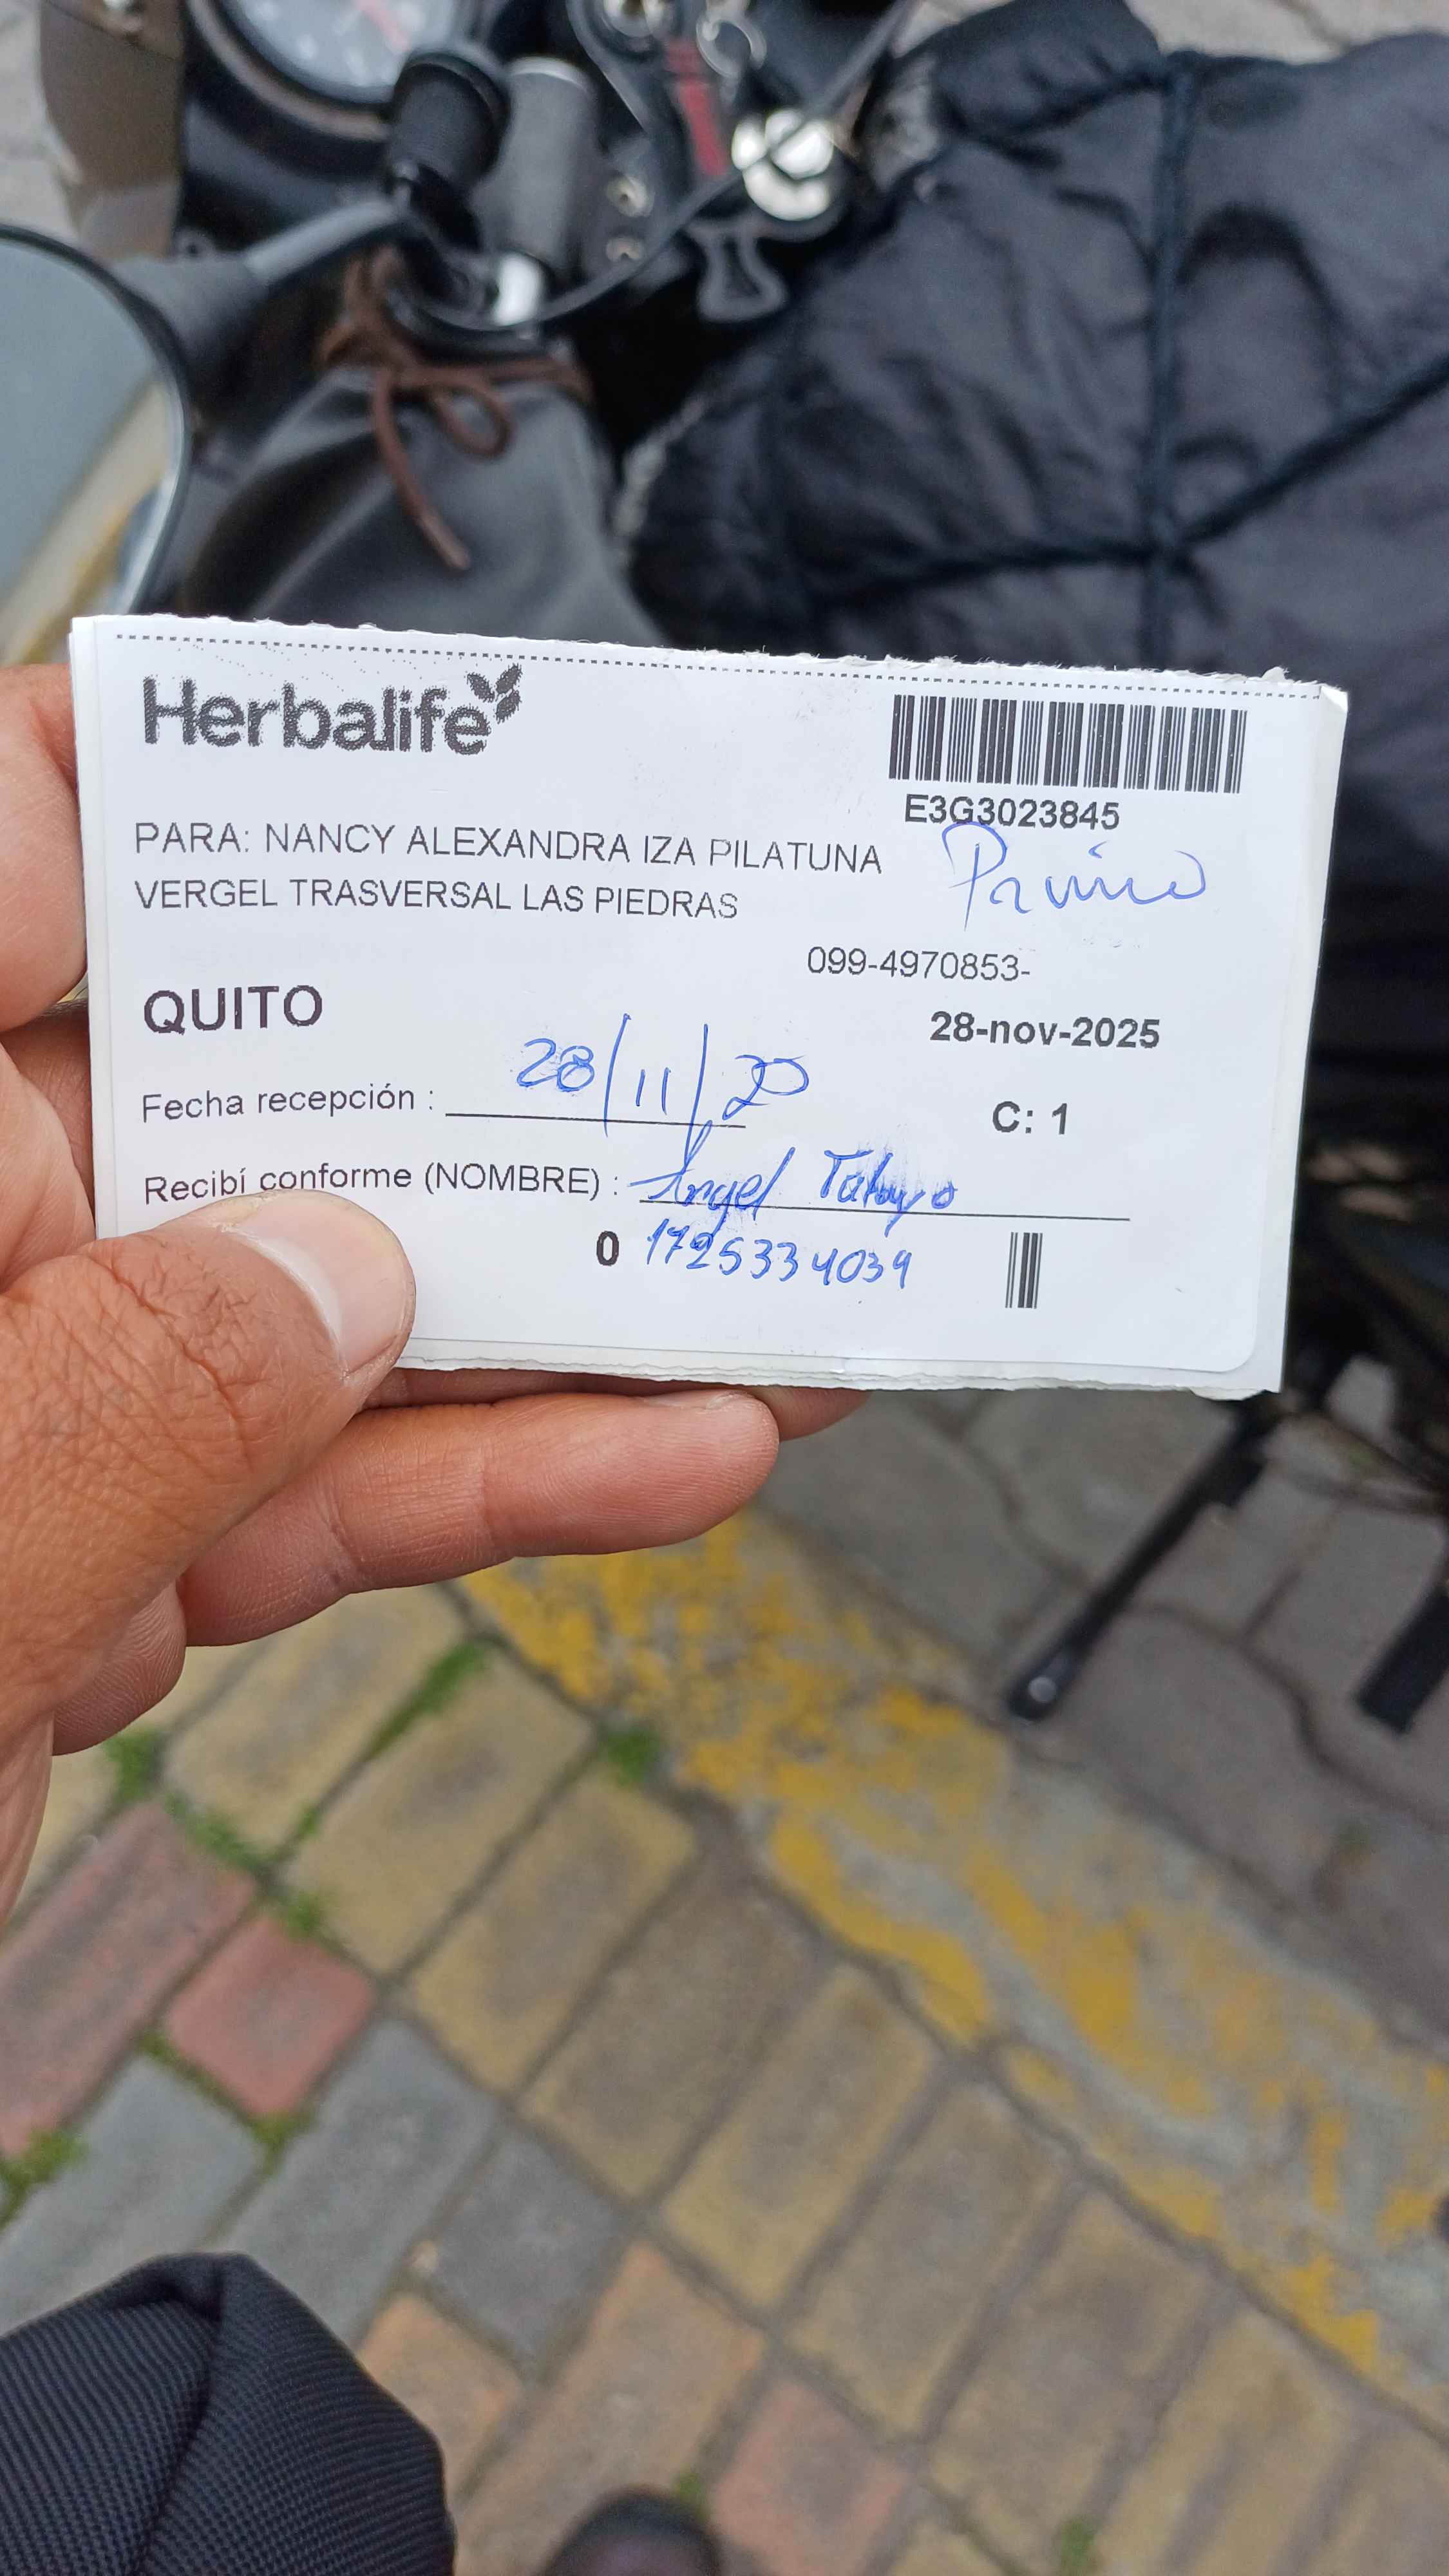 Herbalife
E3G3023845
PARA: NANCY ALEXANDRA IZA PILATUNA
VERGEL TRASVERSAL LAS PIEDRAS
099-4970853-
QUITO
28-nov-2025
Fecha recepción : 28/11/20
C: 1
Recibí conforme (NOMBRE) : Angel
0 1725334039